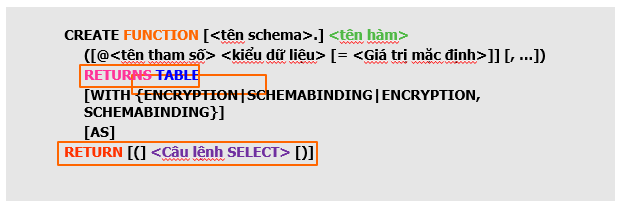 CREATE FUNCTION [<tên schema>.] <tên hàm>
([@<tên tham số> <kiểu dữ liệu> [= <Giá trị mặc định>]] [, ...])
RETURNS TABLE
[WITH {ENCRYPTION|SCHEMABINDING|ENCRYPTION,
SCHEMABINDING}]
[AS]
RETURN [(] <Câu lệnh SELECT> [)]